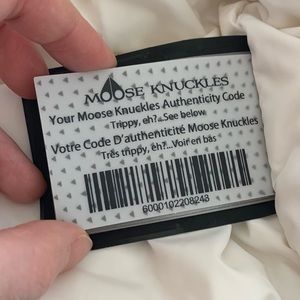 MOOSE KNUCKLES
Your Moose Knuckles Authenticity Code
Trippy, eh?...See below
Votre Code D'authenticité Moose Knuckles
Très trippy, eh?...Voir en bas
6000102208243